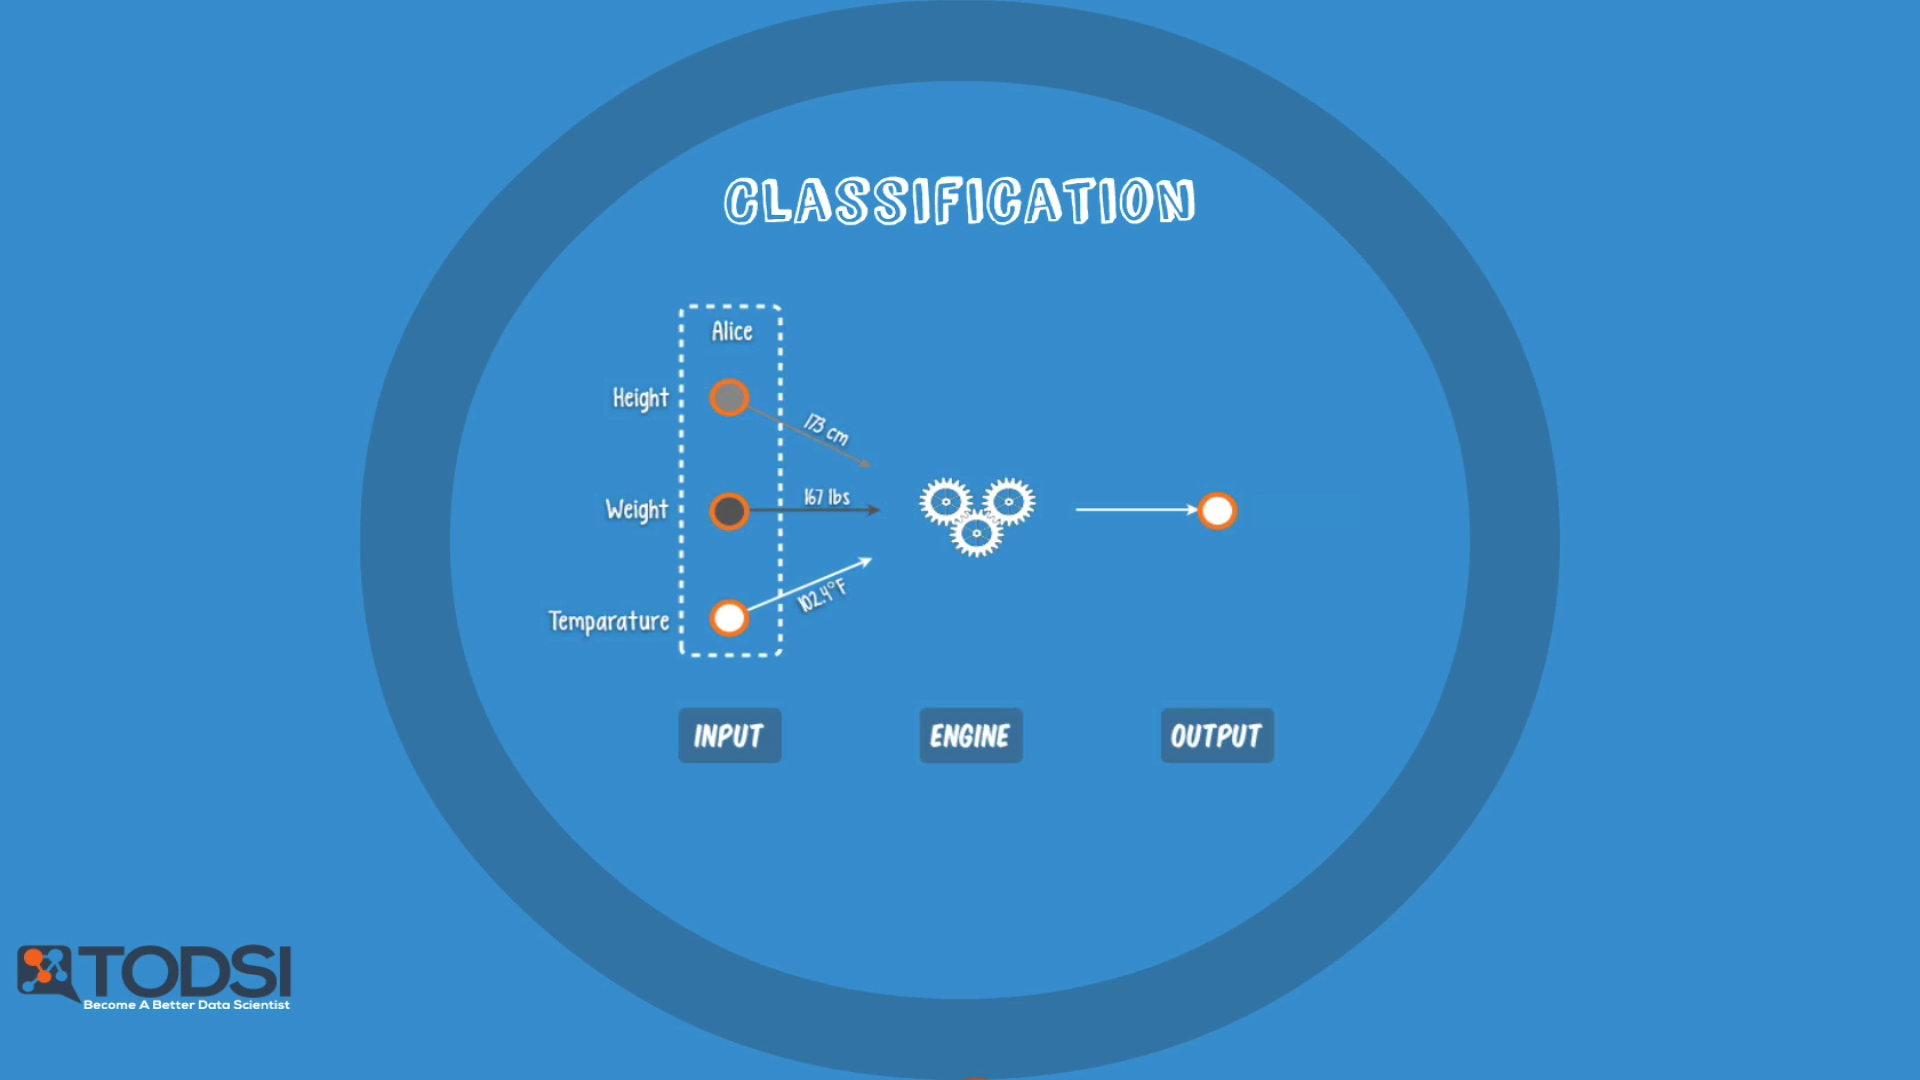 CLASSIFICATION
Alice
Height
173 cm
Weight
167 lbs
Temparature
102.4°F
INPUT
ENGINE
OUTPUT
TODSI
Become A Better Data Scientist